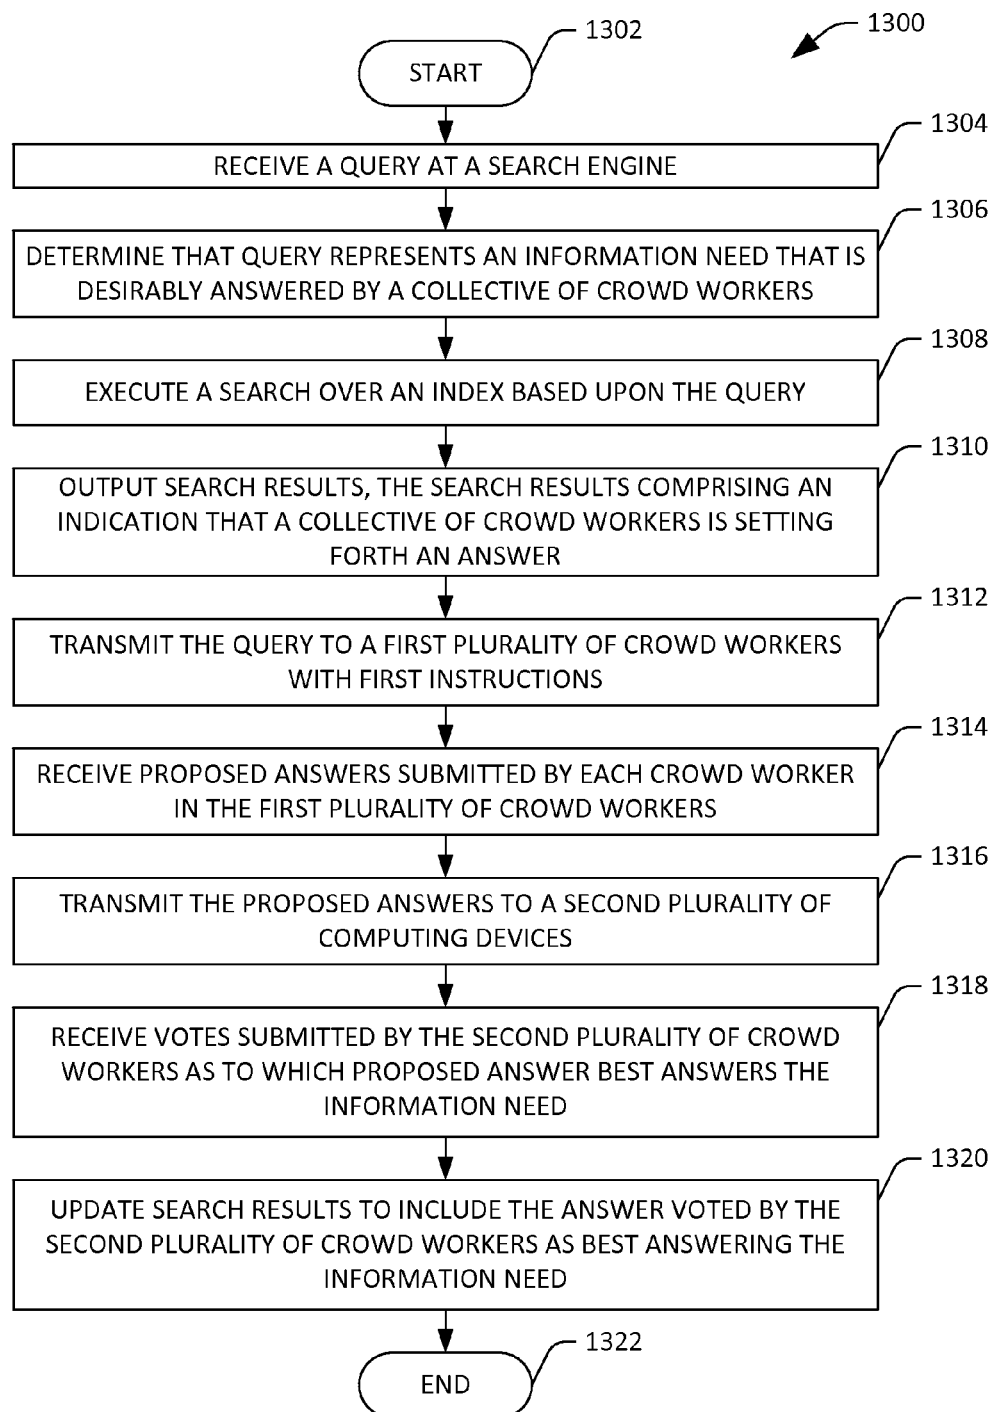 1302
1300
START
1304
RECEIVE A QUERY AT A SEARCH ENGINE
1306
DETERMINE THAT QUERY REPRESENTS AN INFORMATION NEED THAT IS
DESIRABLY ANSWERED BY A COLLECTIVE OF CROWD WORKERS
1308
EXECUTE A SEARCH OVER AN INDEX BASED UPON THE QUERY
1310
OUTPUT SEARCH RESULTS, THE SEARCH RESULTS COMPRISING AN
INDICATION THAT A COLLECTIVE OF CROWD WORKERS IS SETTING
FORTH AN ANSWER
1312
TRANSMIT THE QUERY TO A FIRST PLURALITY OF CROWD WORKERS
WITH FIRST INSTRUCTIONS
1314
RECEIVE PROPOSED ANSWERS SUBMITTED BY EACH CROWD WORKER
IN THE FIRST PLURALITY OF CROWD WORKERS
1316
TRANSMIT THE PROPOSED ANSWERS TO A SECOND PLURALITY OF
COMPUTING DEVICES
1318
RECEIVE VOTES SUBMITTED BY THE SECOND PLURALITY OF CROWD
WORKERS AS TO WHICH PROPOSED ANSWER BEST ANSWERS THE
INFORMATION NEED
1320
UPDATE SEARCH RESULTS TO INCLUDE THE ANSWER VOTED BY THE
SECOND PLURALITY OF CROWD WORKERS AS BEST ANSWERING THE
INFORMATION NEED
1322
END